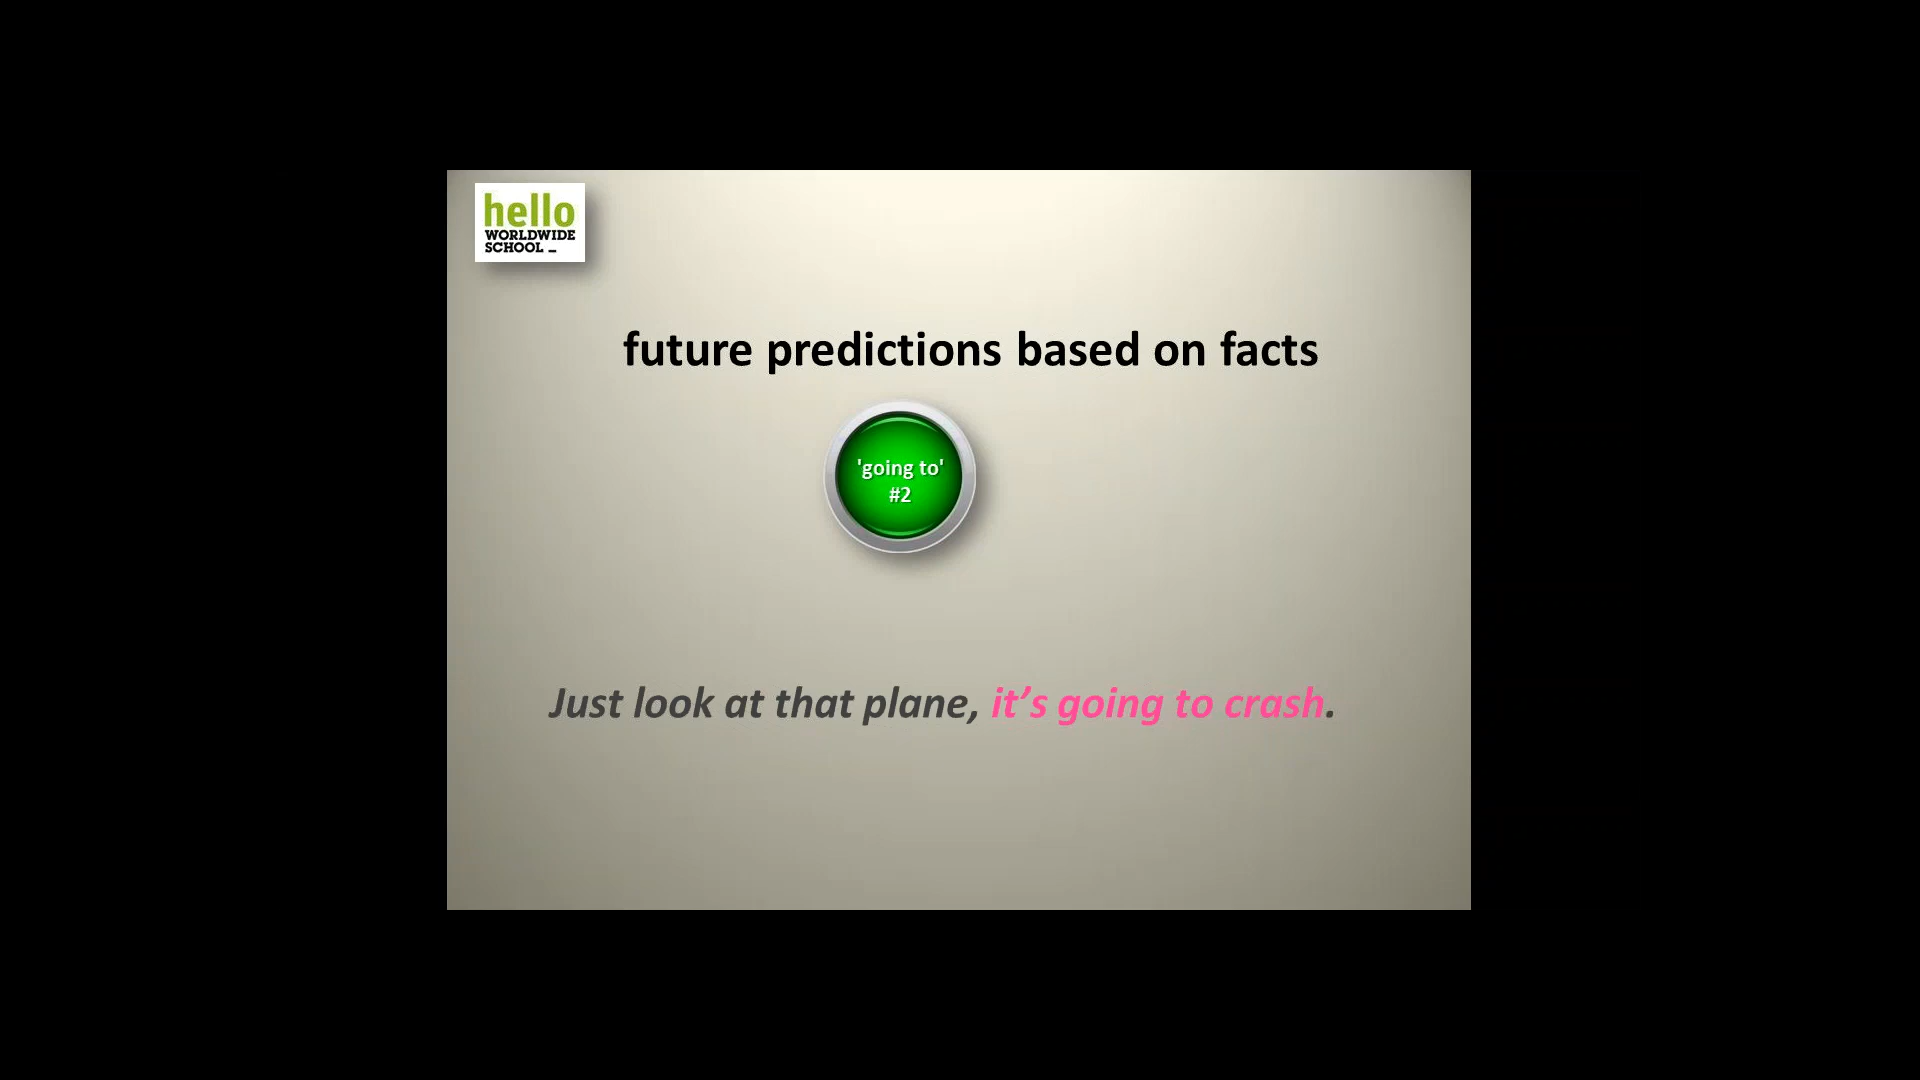 hello
WORLDWIDE
SCHOOL _
future predictions based on facts
'going to'
#2
Just look at that plane, it’s going to crash.